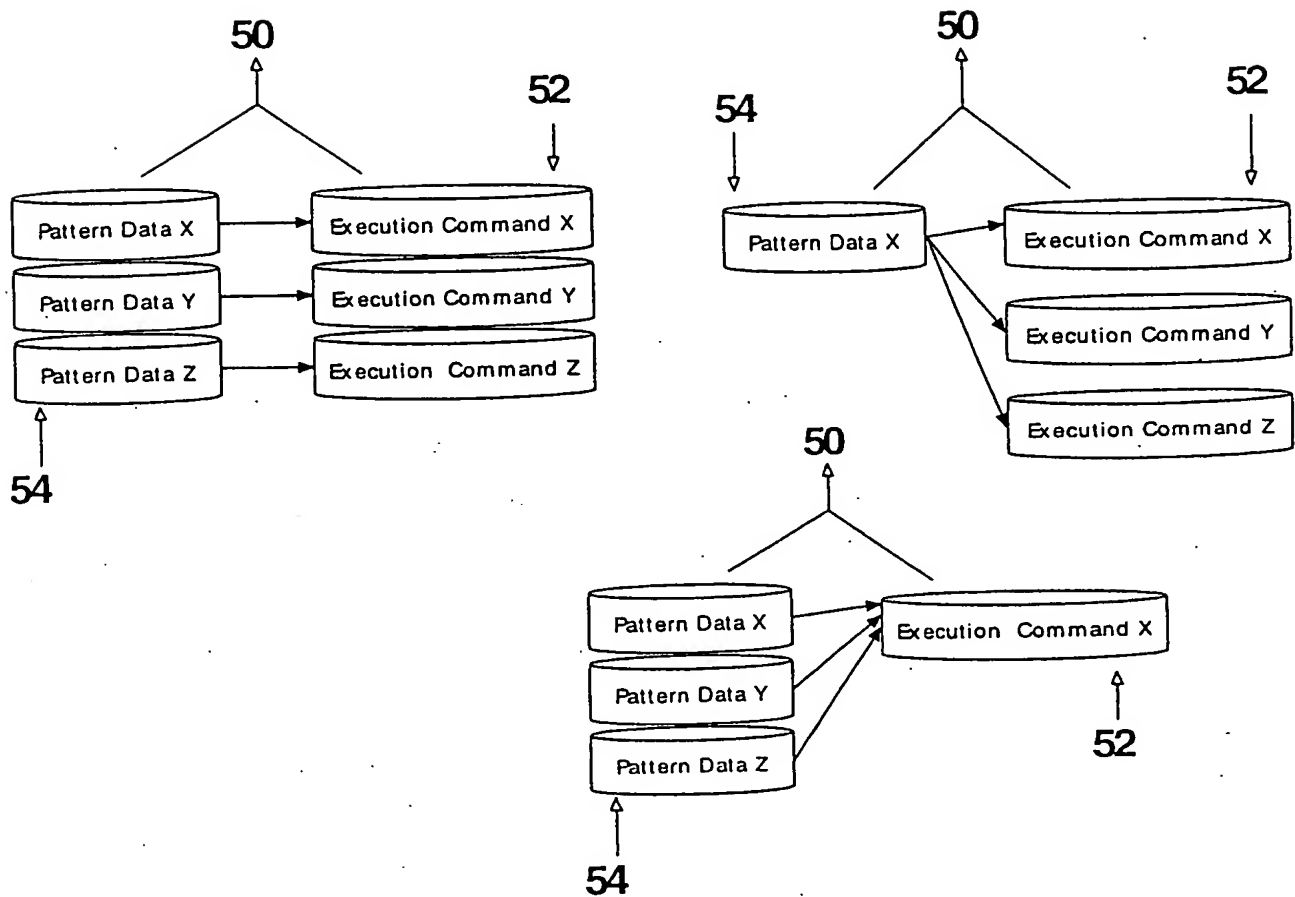 50
52
Pattern Data X
Execution Command X
Pattern Data Y
Execution Command Y
Pattern Data Z
Execution Command Z
54
50
52
54
Pattern Data X
Execution Command X
Execution Command Y
Execution Command Z
50
Pattern Data X
Execution Command X
Pattern Data Y
Pattern Data Z
52
54